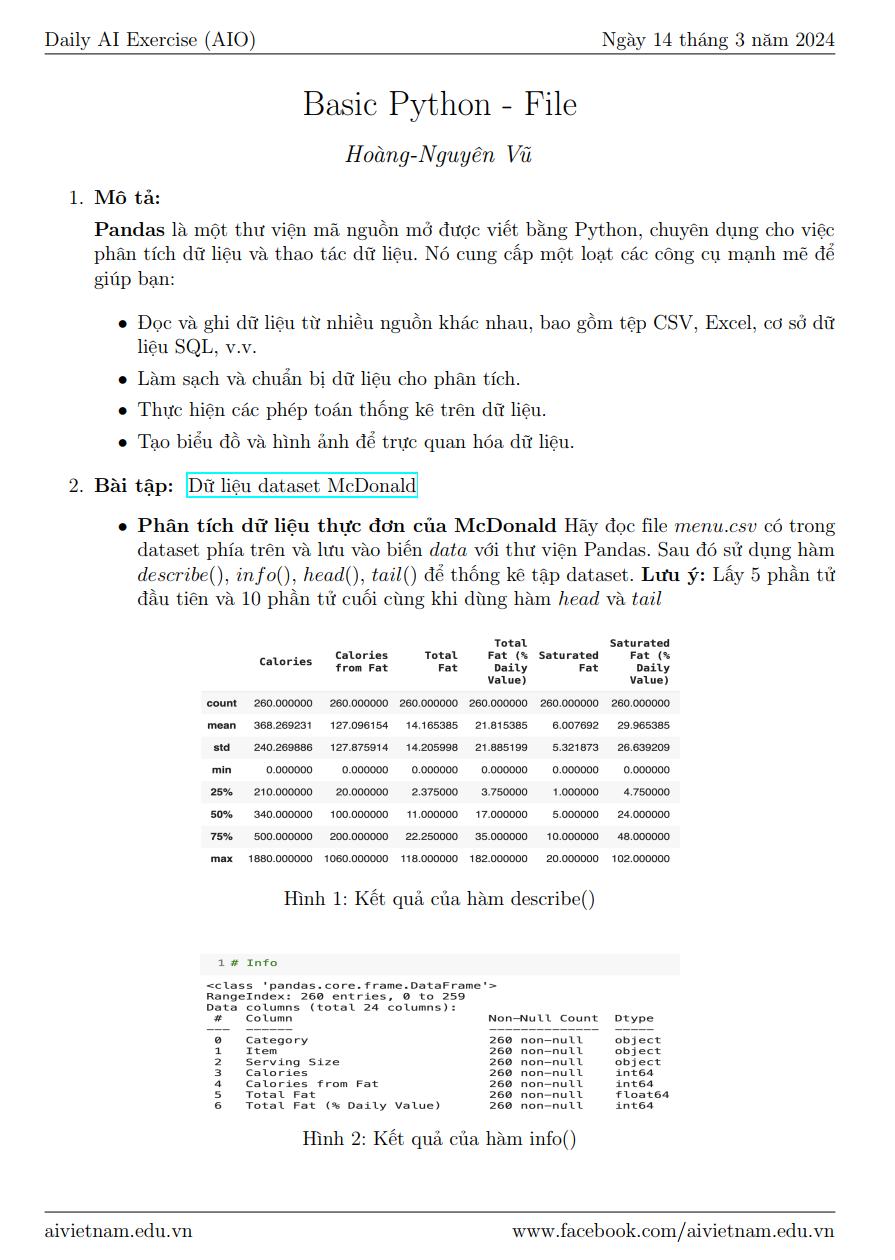 Daily AI Exercise (AIO) Ngày 14 tháng 3 năm 2024
Basic Python - File
Hoàng-Nguyên Vũ
1. Mô tả:
Pandas là một thư viện mã nguồn mở được viết bằng Python, chuyên dụng cho việc
phân tích dữ liệu và thao tác dữ liệu. Nó cung cấp một loạt các công cụ mạnh mẽ để
giúp bạn:
• Đọc và ghi dữ liệu từ nhiều nguồn khác nhau, bao gồm tệp CSV, Excel, cơ sở dữ
liệu SQL, v.v.
• Làm sạch và chuẩn bị dữ liệu cho phân tích.
• Thực hiện các phép toán thống kê trên dữ liệu.
• Tạo biểu đồ và hình ảnh để trực quan hóa dữ liệu.
2. Bài tập: Dữ liệu dataset McDonald
• Phân tích dữ liệu thực đơn của McDonald Hãy đọc file menu.csv có trong
dataset phía trên và lưu vào biến data với thư viện Pandas. Sau đó sử dụng hàm
describe(), info(), head(), tail() để thống kê tập dataset. Lưu ý: Lấy 5 phần tử
đầu tiên và 10 phần tử cuối cùng khi dùng hàm head và tail
Calories Calories from Fat Total Fat Total Fat (% Daily Value) Saturated Fat Saturated Fat (% Daily Value)
count 260.000000 260.000000 260.000000 260.000000 260.000000 260.000000
mean 368.269231 127.096154 14.165385 21.815385 6.007692 29.965385
std 240.269886 127.875914 14.205998 21.885199 5.321873 26.639209
min 0.000000 0.000000 0.000000 0.000000 0.000000 0.000000
25% 210.000000 20.000000 2.375000 3.750000 1.000000 4.750000
50% 340.000000 100.000000 11.000000 17.000000 5.000000 24.000000
75% 500.000000 200.000000 22.250000 35.000000 10.000000 48.000000
max 1880.000000 1060.000000 118.000000 182.000000 20.000000 102.000000
Hình 1: Kết quả của hàm describe()
1 # Info
<class 'pandas.core.frame.DataFrame'>
RangeIndex: 260 entries, 0 to 259
Data columns (total 24 columns):
# Column Non-Null Count Dtype
--- ------ -------------- -----
0 Category 260 non-null object
1 Item 260 non-null object
2 Serving Size 260 non-null object
3 Calories 260 non-null int64
4 Calories from Fat 260 non-null int64
5 Total Fat 260 non-null float64
6 Total Fat (% Daily Value) 260 non-null int64
Hình 2: Kết quả của hàm info()
aivietnam.edu.vn www.facebook.com/aivietnam.edu.vn